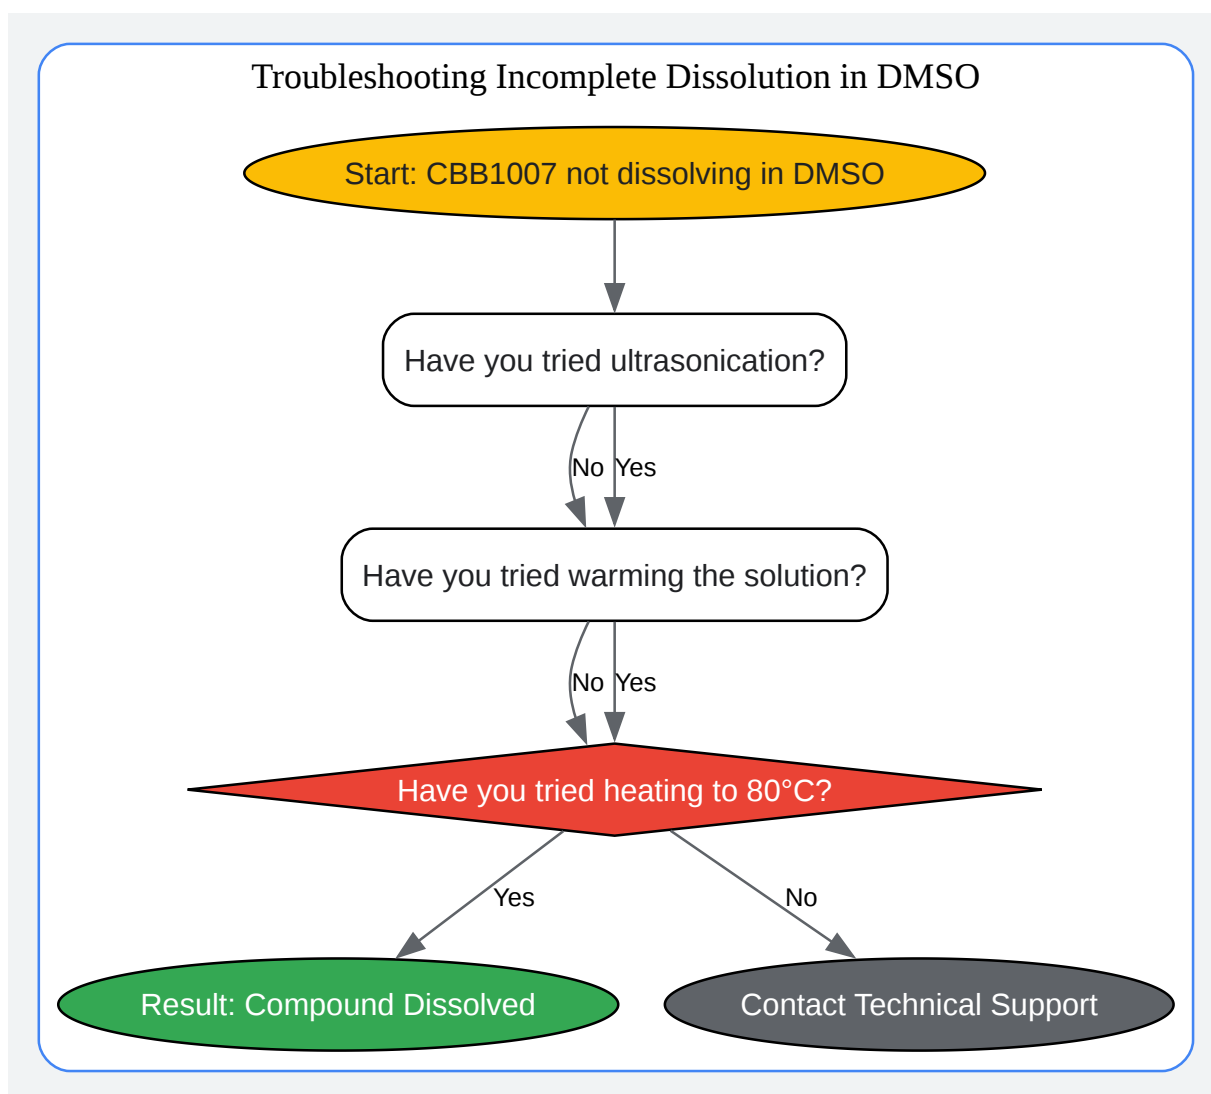 Troubleshooting Incomplete Dissolution in DMSO
Start: CBB1007 not dissolving in DMSO
Have you tried ultrasonication?
No
Yes
Have you tried warming the solution?
No
Yes
Have you tried heating to 80°C?
Yes
No
Result: Compound Dissolved
Contact Technical Support